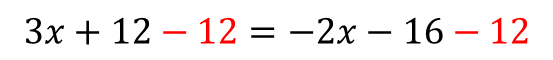 3x + 12 − 12 = −2x − 16 − 12